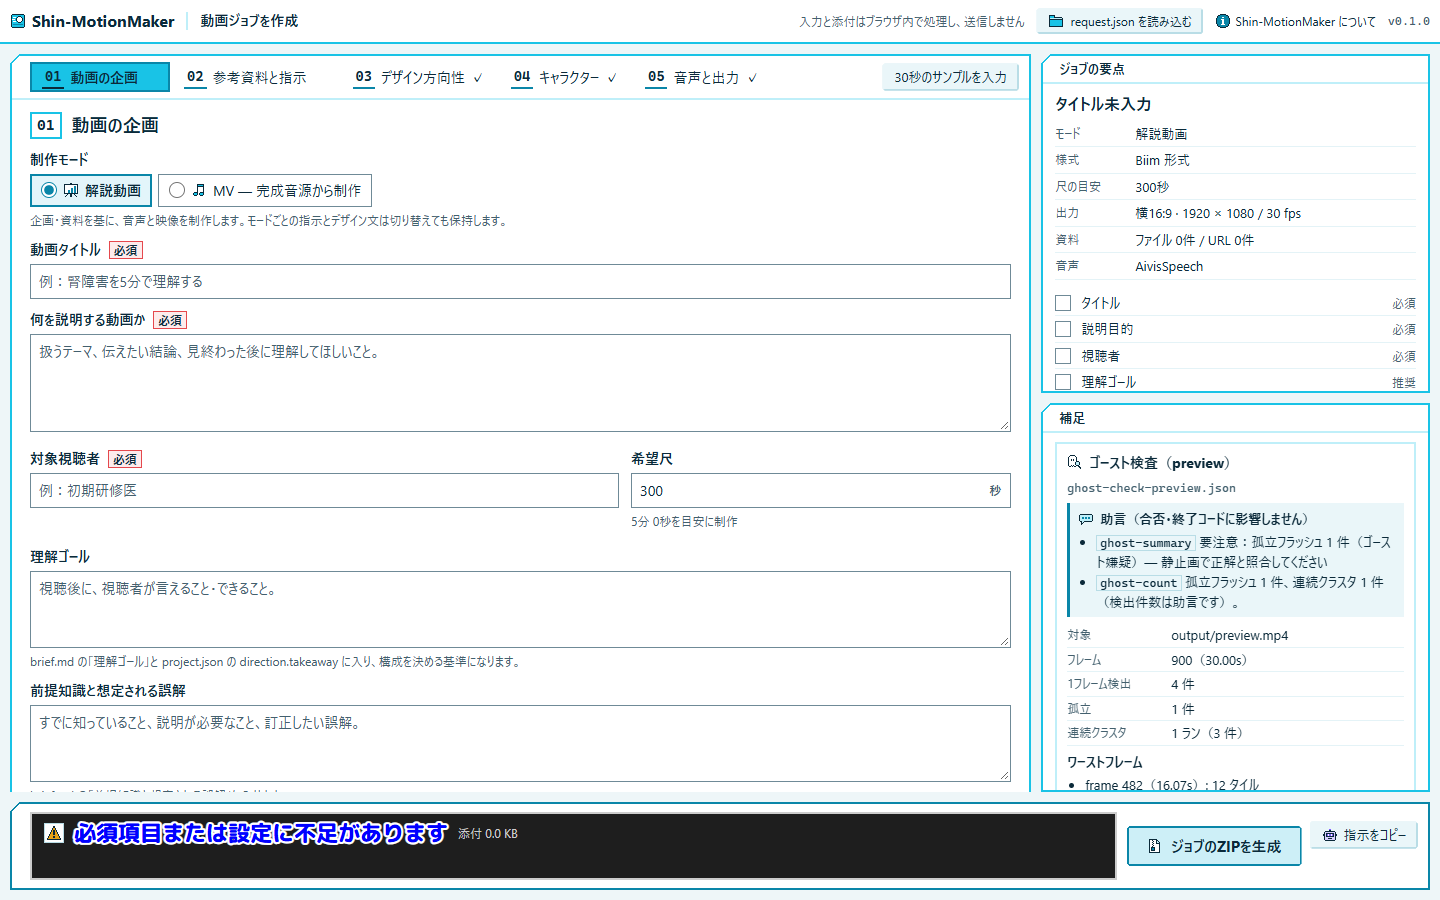 Shin-MotionMaker 動画ジョブを作成 入力と添付はブラウザ内で処理し、送信しません request.json を読み込む Shin-MotionMaker について v0.1.0
01 動画の企画 02 参考資料と指示 03 デザイン方向性 ✓ 04 キャラクター ✓ 05 音声と出力 ✓ 30秒のサンプルを入力
01 動画の企画
制作モード
解説動画 MV — 完成音源から制作
企画・資料を基に、音声と映像を制作します。モードごとの指示とデザイン文は切り替えても保持します。
動画タイトル 必須
例：腎障害を5分で理解する
何を説明する動画か 必須
扱うテーマ、伝えたい結論、見終わった後に理解してほしいこと。
対象視聴者 必須 希望尺
例：初期研修医 300 秒
5分 0秒を目安に制作
理解ゴール
視聴後に、視聴者が言えること・できること。
brief.md の「理解ゴール」と project.json の direction.takeaway に入り、構成を決める基準になります。
前提知識と想定される誤解
すでに知っていること、説明が必要なこと、訂正したい誤解。
ジョブの要点
タイトル未入力
モード 解説動画
様式 Biim 形式
尺の目安 300秒
出力 横16:9 · 1920 × 1080 / 30 fps
資料 ファイル 0件 / URL 0件
音声 AivisSpeech
タイトル 必須
説明目的 必須
視聴者 必須
理解ゴール 推奨
補足
ゴースト検査（preview）
ghost-check-preview.json
助言（合否・終了コードに影響しません）
• ghost-summary 要注意：孤立フラッシュ 1 件（ゴースト嫌疑）— 静止画で正解と照合してください
• ghost-count 孤立フラッシュ 1 件、連続クラスタ 1 件（検出件数は助言です）。
対象 output/preview.mp4
フレーム 900（30.00s）
1フレーム検出 4 件
孤立 1 件
連続クラスタ 1 ラン（3 件）
ワーストフレーム
• frame 482（16.07s）: 12 タイル
必須項目または設定に不足があります 添付 0.0 KB
ジョブのZIPを生成 指示をコピー